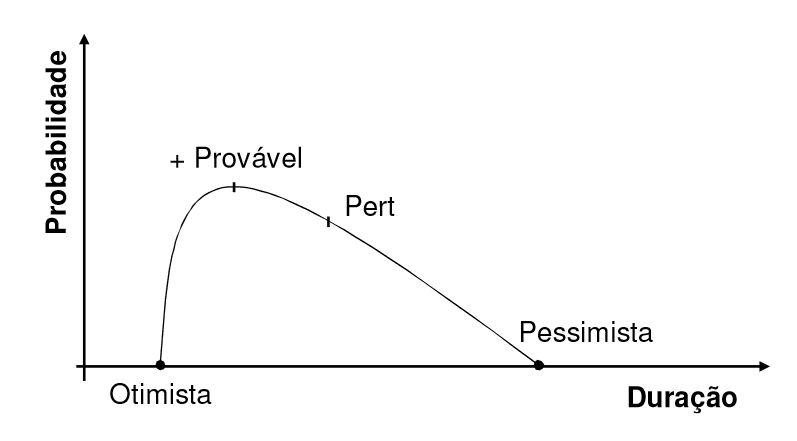 Probabilidade
+ Provável
Pert
Pessimista
Otimista
Duração